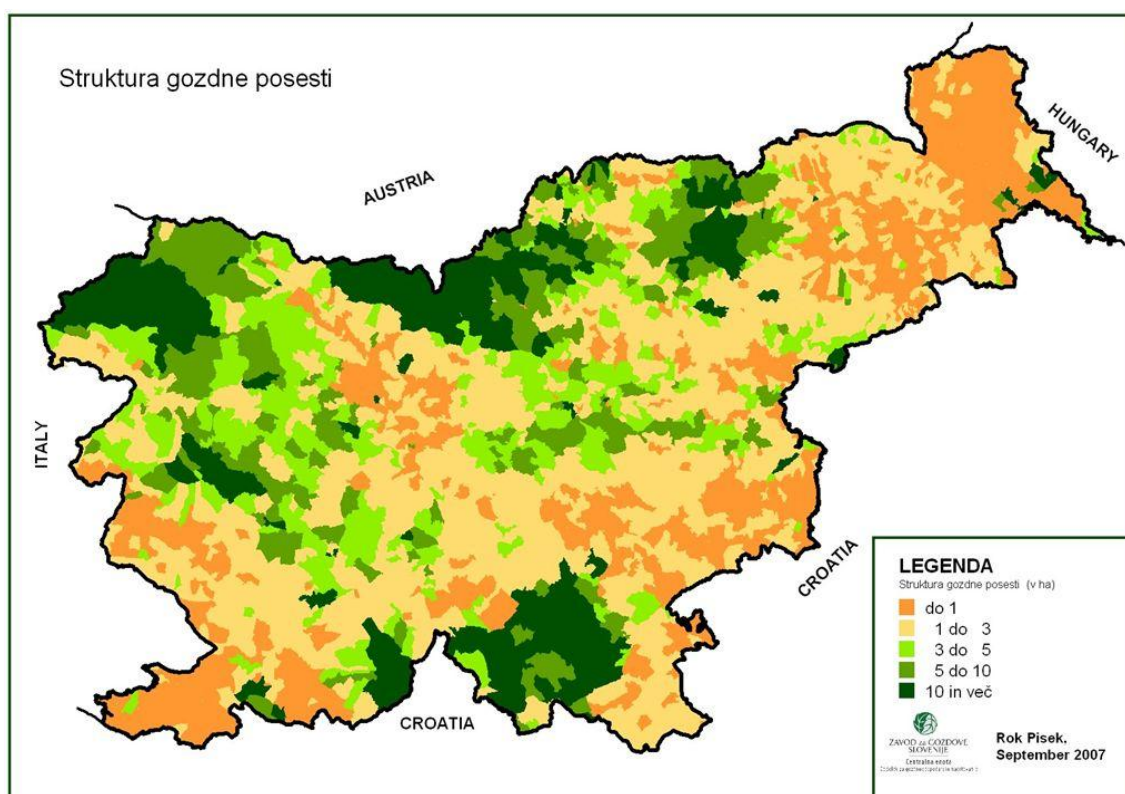 Struktura gozdne posesti
AUSTRIA
HUNGARY
ITALY
CROATIA
CROATIA
LEGENDA
Struktura gozdne posesti (v ha)
do 1
1 do 3
3 do 5
5 do 10
10 in več
ZAVOD za GOZDOVE
SLOVENIJE
Centralna enota
Rok Pisek,
September 2007